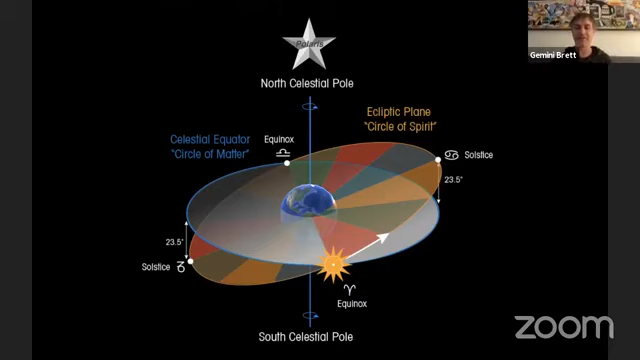 Polaris
Gemini Brett
North Celestial Pole
Ecliptic Plane
"Circle of Spirit"
Celestial Equator
"Circle of Matter"
Equinox
♎
♋ Solstice
23.5°
23.5°
Solstice ♑
♈
Equinox
South Celestial Pole
zoom